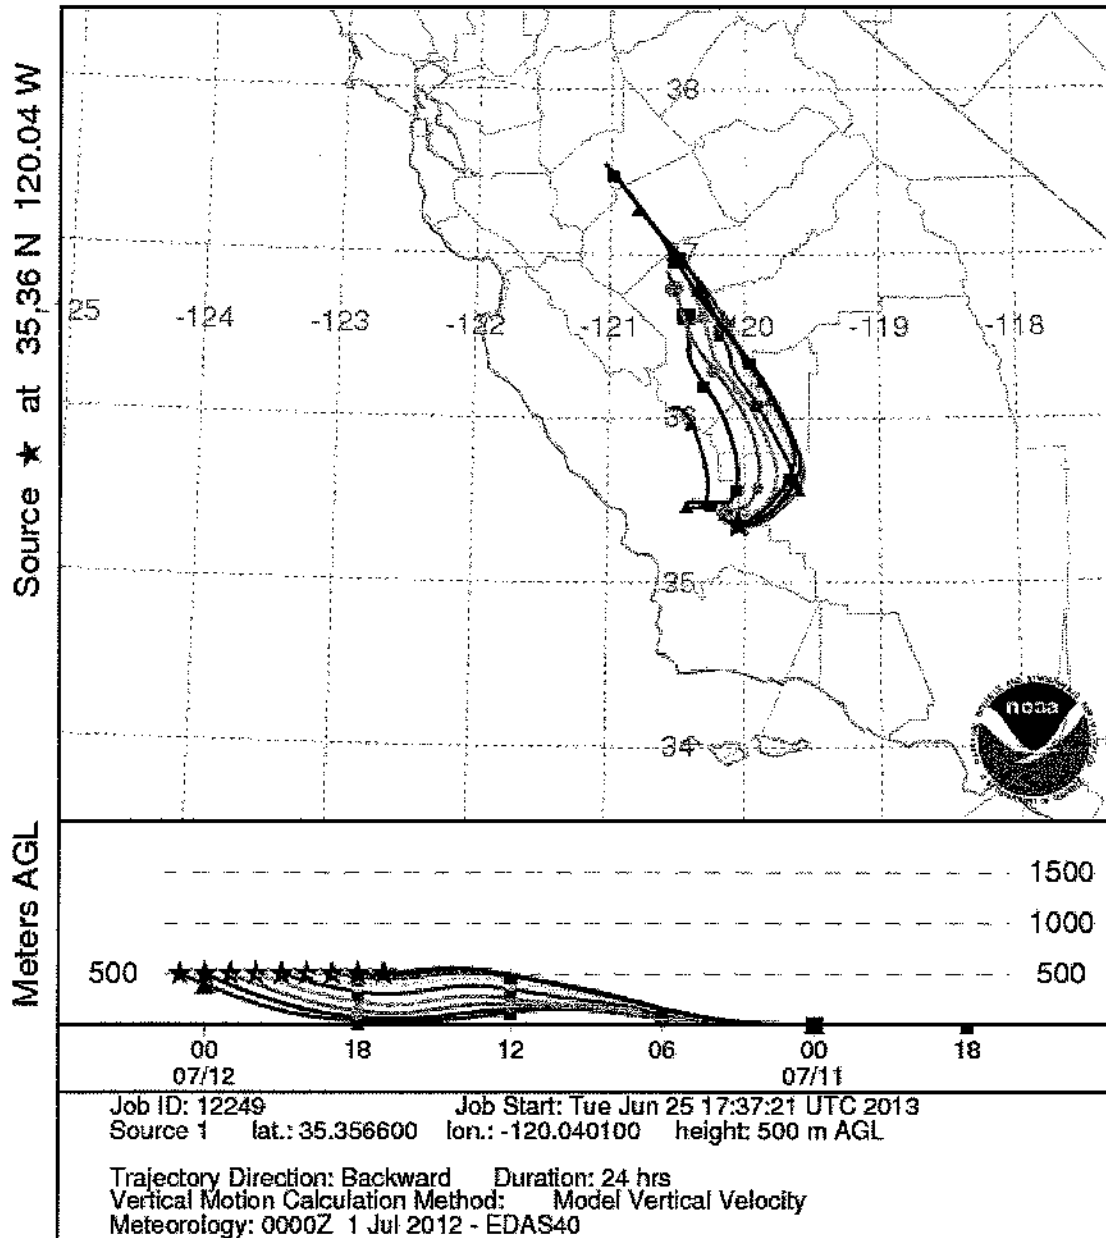 Source ★ at 35.36 N 120.04 W
38
-124
-123
-122
-121
-120
-119
-118
35
34
noaa
Meters AGL
1500
1000
500
500
00
18
12
06
00
18
07/12
07/11
Job ID: 12249 Job Start: Tue Jun 25 17:37:21 UTC 2013
Source 1 lat.: 35.356600 lon.: -120.040100 height: 500 m AGL
Trajectory Direction: Backward Duration: 24 hrs
Vertical Motion Calculation Method: Model Vertical Velocity
Meteorology: 0000Z 1 Jul 2012 - EDAS40